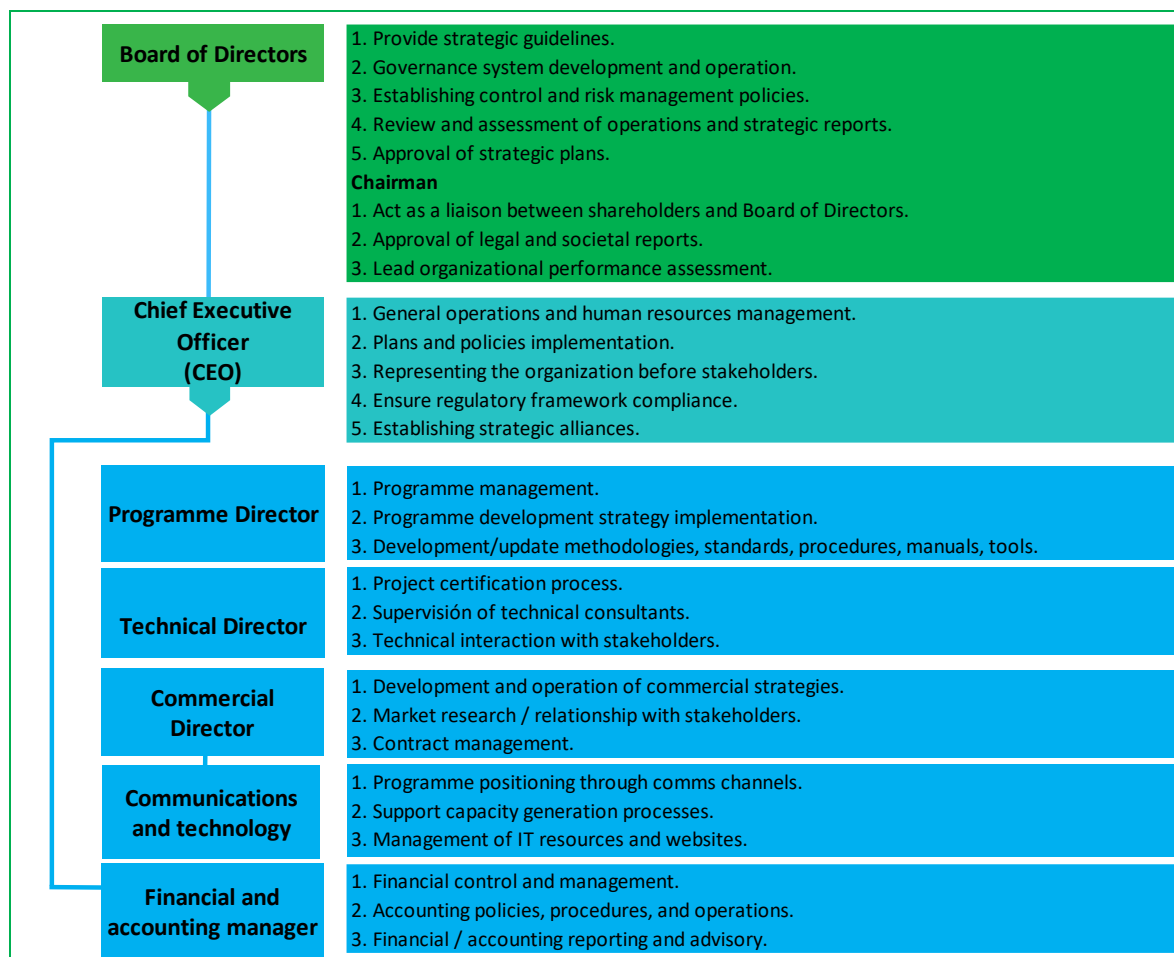 Board of Directors
1. Provide strategic guidelines.
2. Governance system development and operation.
3. Establishing control and risk management policies.
4. Review and assessment of operations and strategic reports.
5. Approval of strategic plans.
Chairman
1. Act as a liaison between shareholders and Board of Directors.
2. Approval of legal and societal reports.
3. Lead organizational performance assessment.
Chief Executive
Officer
(CEO)
1. General operations and human resources management.
2. Plans and policies implementation.
3. Representing the organization before stakeholders.
4. Ensure regulatory framework compliance.
5. Establishing strategic alliances.
Programme Director
1. Programme management.
2. Programme development strategy implementation.
3. Development/update methodologies, standards, procedures, manuals, tools.
Technical Director
1. Project certification process.
2. Supervisión of technical consultants.
3. Technical interaction with stakeholders.
Commercial
Director
1. Development and operation of commercial strategies.
2. Market research / relationship with stakeholders.
3. Contract management.
Communications
and technology
1. Programme positioning through comms channels.
2. Support capacity generation processes.
3. Management of IT resources and websites.
Financial and
accounting manager
1. Financial control and management.
2. Accounting policies, procedures, and operations.
3. Financial / accounting reporting and advisory.